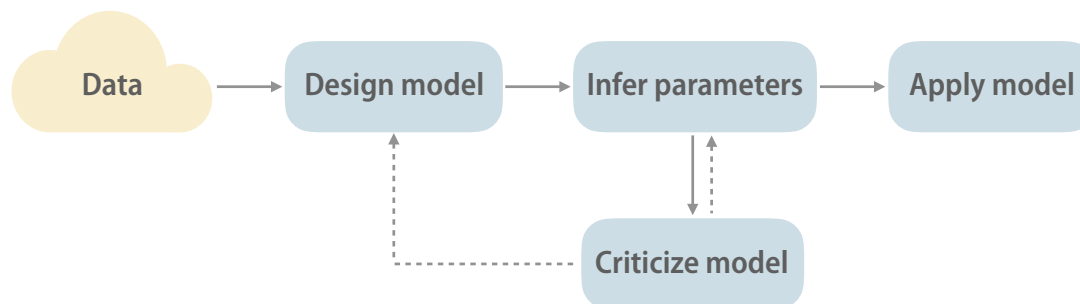 Data
Design model
Infer parameters
Apply model
Criticize model